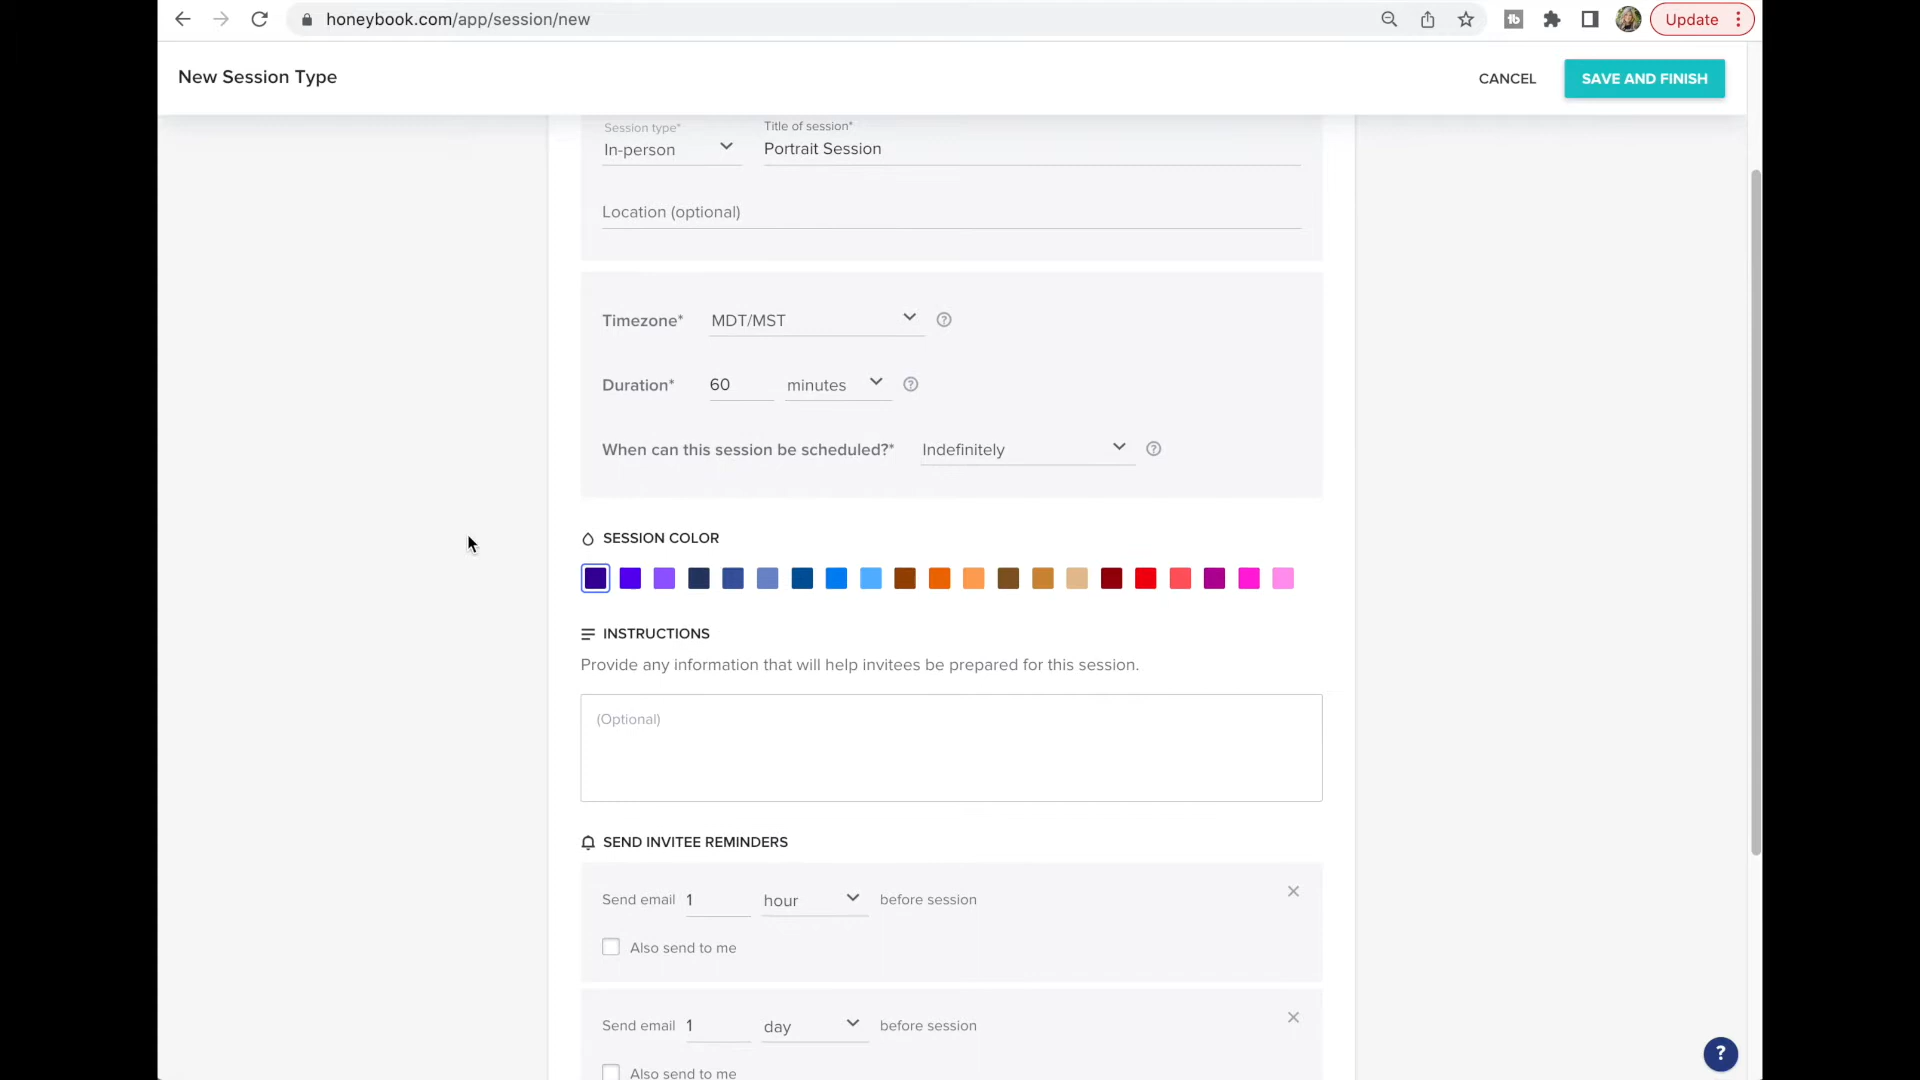 honeybook.com/app/session/new
Update
New Session Type
CANCEL
SAVE AND FINISH
Session type*
Title of session*
In-person
Portrait Session
Location (optional)
Timezone* MDT/MST
Duration* 60 minutes
When can this session be scheduled?* Indefinitely
SESSION COLOR
INSTRUCTIONS
Provide any information that will help invitees be prepared for this session.
(Optional)
SEND INVITEE REMINDERS
Send email 1 hour before session
Also send to me
Send email 1 day before session
Also send to me